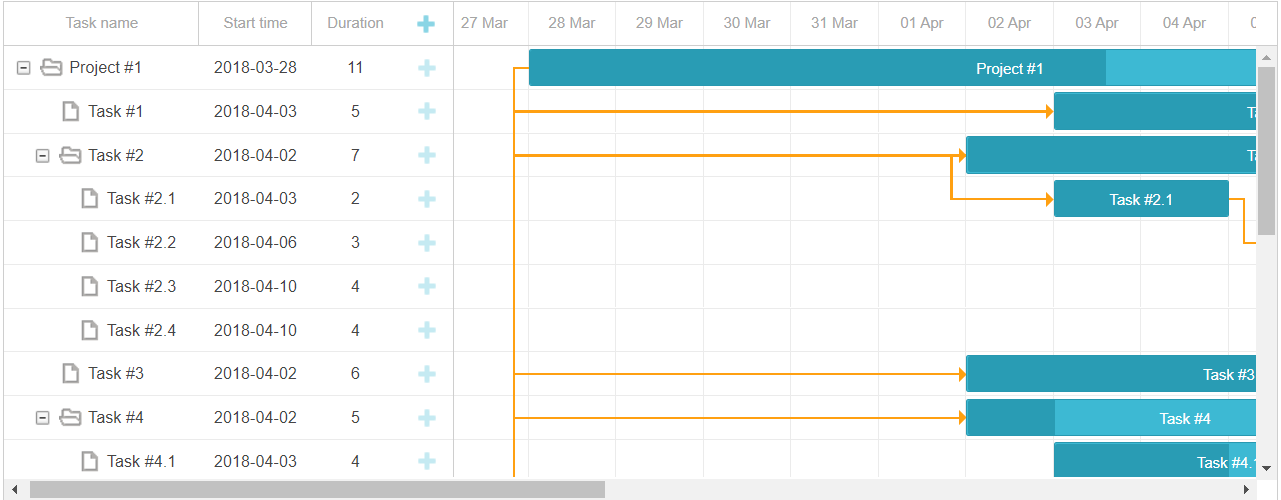 Task name Start time Duration 27 Mar 28 Mar 29 Mar 30 Mar 31 Mar 01 Apr 02 Apr 03 Apr 04 Apr
Project #1 2018-03-28 11 Project #1
Task #1 2018-04-03 5
Task #2 2018-04-02 7
Task #2.1 2018-04-03 2 Task #2.1
Task #2.2 2018-04-06 3
Task #2.3 2018-04-10 4
Task #2.4 2018-04-10 4
Task #3 2018-04-02 6 Task #3
Task #4 2018-04-02 5 Task #4
Task #4.1 2018-04-03 4 Task #4.1